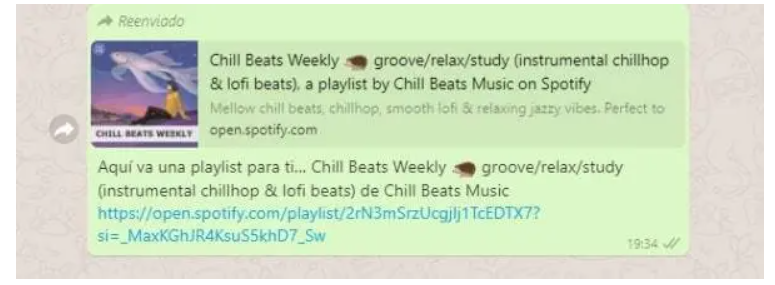 Reenviado
Chill Beats Weekly 🦔 groove/relax/study (instrumental chillhop
& lofi beats), a playlist by Chill Beats Music on Spotify
Mellow chill beats, chillhop, smooth lofi & relaxing jazzy vibes. Perfect to
open.spotify.com
CHILL BEATS WEEKLY
Aquí va una playlist para ti... Chill Beats Weekly 🦔 groove/relax/study
(instrumental chillhop & lofi beats) de Chill Beats Music
https://open.spotify.com/playlist/2rN3mSrzUcgjlj1TcEDTX7?
si=_MaxKGhJR4KsuS5khD7_Sw
19:34